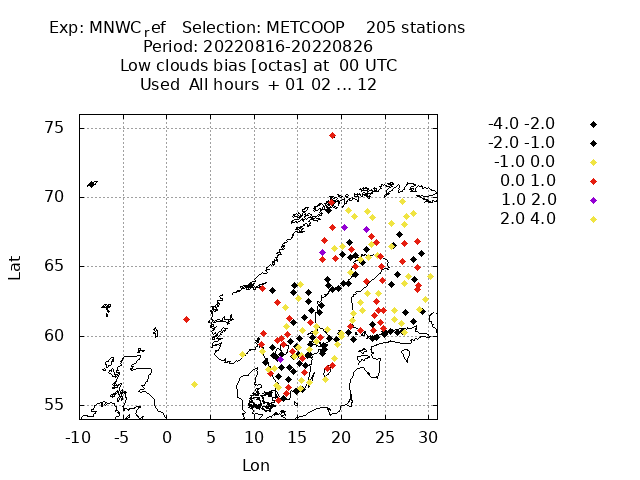 Exp: MNWC_ref Selection: METCOOP 205 stations
Period: 20220816-20220826
Low clouds bias [octas] at 00 UTC
Used All hours + 01 02 ... 12
75
70
65
60
55
-10 -5 0 5 10 15 20 25 30
Lat
Lon
-4.0 -2.0
-2.0 -1.0
-1.0 0.0
0.0 1.0
1.0 2.0
2.0 4.0